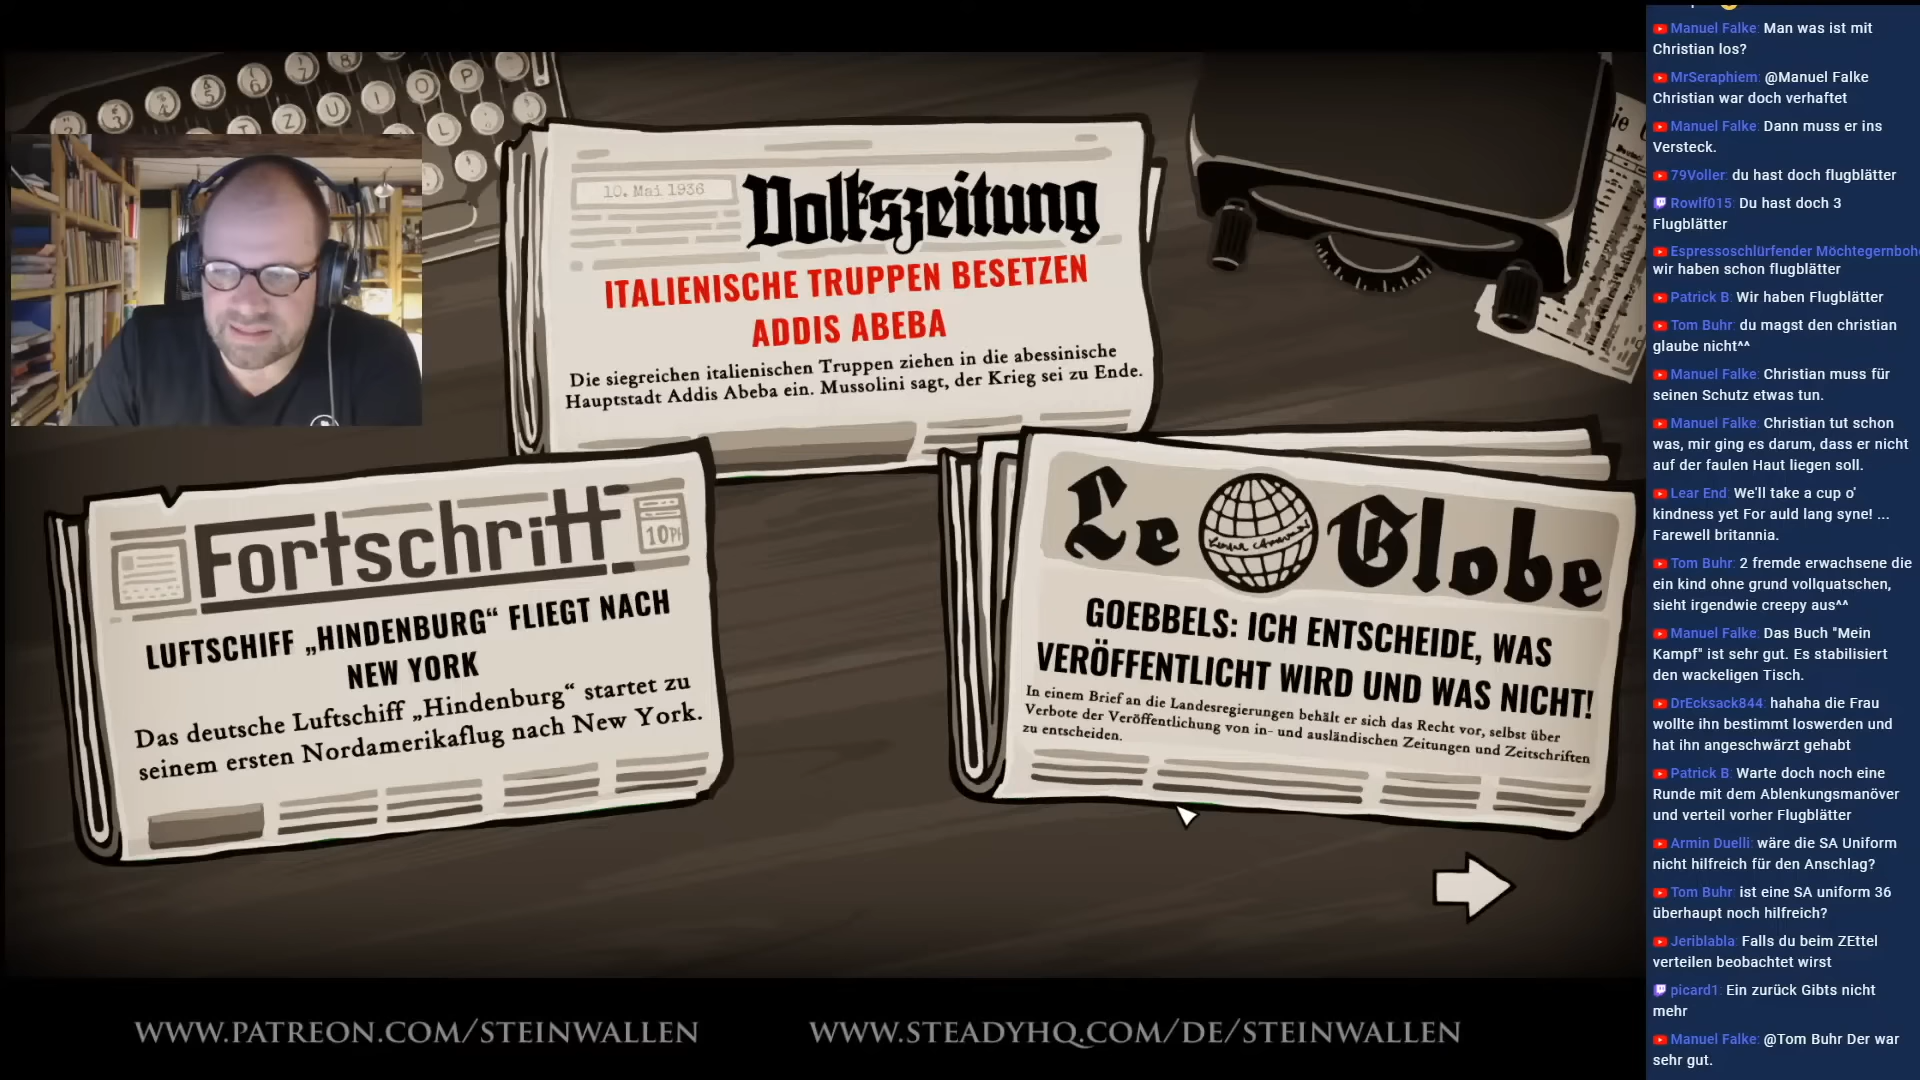 10. Mai 1936
Volkszeitung
ITALIENISCHE TRUPPEN BESETZEN
ADDIS ABEBA
Die siegreichen italienischen Truppen ziehen in die abessinische
Hauptstadt Addis Abeba ein. Mussolini sagt, der Krieg sei zu Ende.
Fortschritt
10Pf
LUFTSCHIFF „HINDENBURG“ FLIEGT NACH
NEW YORK
Das deutsche Luftschiff „Hindenburg“ startet zu
seinem ersten Nordamerikaflug nach New York.
Le Globe
GOEBBELS: ICH ENTSCHEIDE, WAS
VERÖFFENTLICHT WIRD UND WAS NICHT!
In einem Brief an die Landesregierungen behält er sich das Recht vor, selbst über
Verbote der Veröffentlichung von in- und ausländischen Zeitungen und Zeitschriften
zu entscheiden.
WWW.PATREON.COM/STEINWALLEN
WWW.STEADYHQ.COM/DE/STEINWALLEN
Manuel Falke: Man was ist mit
Christian los?
MrSeraphiem: @Manuel Falke
Christian war doch verhaftet
Manuel Falke: Dann muss er ins
Versteck.
79Voller: du hast doch flugblätter
Rowlf015: Du hast doch 3
Flugblätter
Espressoschlürfender Möchtegernbohe
wir haben schon flugblätter
Patrick B: Wir haben Flugblätter
Tom Buhr: du magst den christian
glaube nicht^^
Manuel Falke: Christian muss für
seinen Schutz etwas tun.
Manuel Falke: Christian tut schon
was, mir ging es darum, dass er nicht
auf der faulen Haut liegen soll.
Lear End: We'll take a cup o'
kindness yet For auld lang syne! ...
Farewell britannia.
Tom Buhr: 2 fremde erwachsene die
ein kind ohne grund vollquatschen,
sieht irgendwie creepy aus^^
Manuel Falke: Das Buch "Mein
Kampf" ist sehr gut. Es stabilisiert
den wackeligen Tisch.
DrEcksack844: hahaha die Frau
wollte ihn bestimmt loswerden und
hat ihn angeschwärzt gehabt
Patrick B: Warte doch noch eine
Runde mit dem Ablenkungsmanöver
und verteil vorher Flugblätter
Armin Duelli: wäre die SA Uniform
nicht hilfreich für den Anschlag?
Tom Buhr: ist eine SA uniform 36
überhaupt noch hilfreich?
Jeriblabla: Falls du beim ZEttel
verteilen beobachtet wirst
picard1: Ein zurück Gibts nicht
mehr
Manuel Falke: @Tom Buhr Der war
sehr gut.